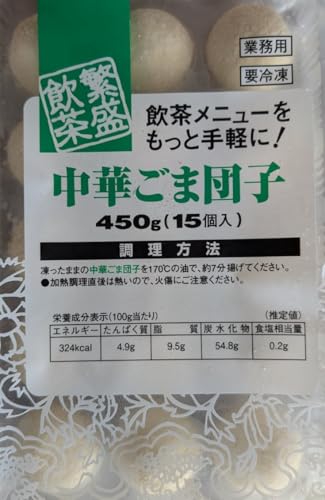 繁盛
飲茶
業務用
要冷凍
飲茶メニューを
もっと手軽に!
中華ごま団子
450g(15個入)
調理方法
凍ったままの中華ごま団子を170℃の油で、約7分揚げてください。
●加熱調理直後は熱いので、火傷にご注意ください。
栄養成分表示(100g当たり) (推定値)
エネルギー たんぱく質 脂質 炭水化物 食塩相当量
324kcal 4.9g 9.5g 54.8g 0.2g